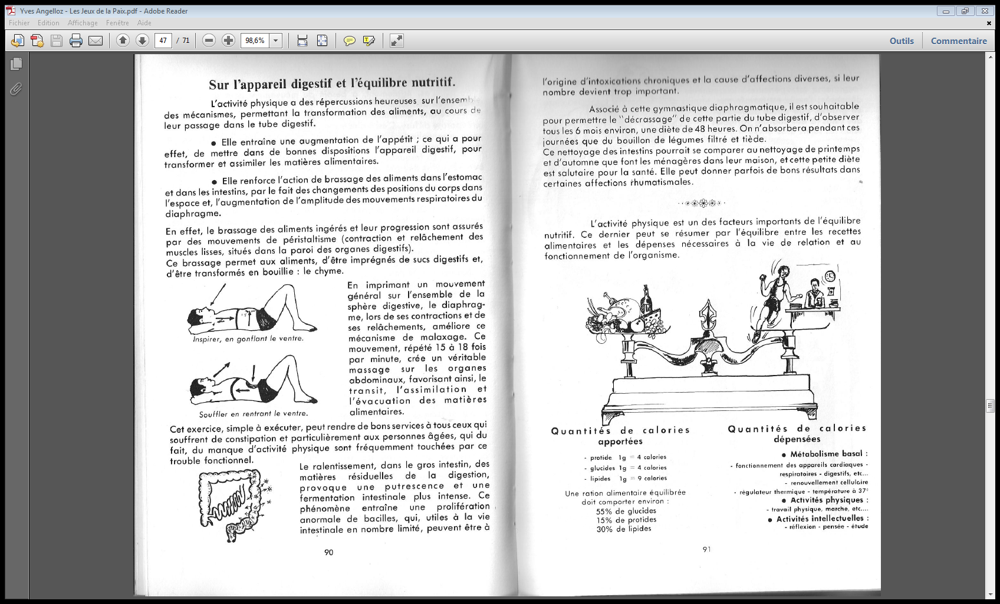 Yves Angelloz - Les Jeux de la Paix.pdf - Adobe Reader
Fichier Edition Affichage Fenêtre Aide
47 / 71 98,6% Outils Commentaire
Sur l'appareil digestif et l'équilibre nutritif.
L'activité physique a des répercussions heureuses sur l'ensemble
des mécanismes, permettant la transformation des aliments, au cours de
leur passage dans le tube digestif.
● Elle entraîne une augmentation de l'appétit ; ce qui a pour
effet, de mettre dans de bonnes dispositions l'appareil digestif, pour
transformer et assimiler les matières alimentaires.
● Elle renforce l'action de brassage des aliments dans l'estomac
et dans les intestins, par le fait des changements des positions du corps dans
l'espace et, l'augmentation de l'amplitude des mouvements respiratoires du
diaphragme.
En effet, le brassage des aliments ingérés et leur progression sont assurés
par des mouvements de péristaltisme (contraction et relâchement des
muscles lisses, situés dans la paroi des organes digestifs).
Ce brassage permet aux aliments, d'être imprégnés de sucs digestifs et,
d'être transformés en bouillie : le chyme.
Inspirer, en gonflant le ventre.
Souffler en rentrant le ventre.
En imprimant un mouvement
général sur l'ensemble de la
sphère digestive, le diaphrag-
me, lors de ses contractions et de
ses relâchements, améliore ce
mécanisme de malaxage. Ce
mouvement, répété 15 à 18 fois
par minute, crée un véritable
massage sur les organes
abdominaux, favorisant ainsi, le
transit, l'assimilation et
l'évacuation des matières
alimentaires.
Cet exercice, simple à exécuter, peut rendre de bons services à tous ceux qui
souffrent de constipation et particulièrement aux personnes âgées, qui du
fait, du manque d'activité physique sont fréquemment touchées par ce
trouble fonctionnel.
Le ralentissement, dans le gros intestin, des
matières résiduelles de la digestion,
provoque une putrescence et une
fermentation intestinale plus intense. Ce
phénomène entraîne une prolifération
anormale de bacilles, qui, utiles à la vie
intestinale en nombre limité, peuvent être à
90
l'origine d'intoxications chroniques et la cause d'affections diverses, si leur
nombre devient trop important.
Associé à cette gymnastique diaphragmatique, il est souhaitable
pour permettre le "décrassage" de cette partie du tube digestif, d'observer
tous les 6 mois environ, une diète de 48 heures. On n'absorbera pendant ces
journées que du bouillon de légumes filtré et tiède.
Ce nettoyage des intestins pourrait se comparer au nettoyage de printemps
et d'automne que font les ménagères dans leur maison, et cette petite diète
est salutaire pour la santé. Elle peut donner parfois de bons résultats dans
certaines affections rhumatismales.
L'activité physique est un des facteurs importants de l'équilibre
nutritif. Ce dernier peut se résumer par l'équilibre entre les recettes
alimentaires et les dépenses nécessaires à la vie de relation et au
fonctionnement de l'organisme.
Quantités de calories
apportées
- protide 1g = 4 calories
- glucides 1g = 4 calories
- lipides 1g = 9 calories
Une ration alimentaire équilibrée
doit comporter environ :
55% de glucides
15% de protides
30% de lipides
Quantités de calories
dépensées
● Métabolisme basal :
- fonctionnement des appareils cardiaques -
respiratoires - digestifs, etc...
- renouvellement cellulaire
- régulateur thermique - température à 37°
● Activités physiques :
- travail physique, marche, etc....
● Activités intellectuelles :
- réflexion - pensée - étude
91